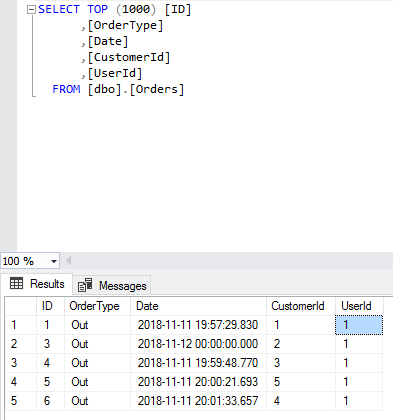 SELECT TOP (1000) [ID]
,[OrderType]
,[Date]
,[CustomerId]
,[UserId]
FROM [dbo].[Orders]
100 %
Results Messages
ID OrderType Date CustomerId UserId
1 1 Out 2018-11-11 19:57:29.830 1 1
2 3 Out 2018-11-12 00:00:00.000 2 1
3 4 Out 2018-11-11 19:59:48.770 3 1
4 5 Out 2018-11-11 20:00:21.693 5 1
5 6 Out 2018-11-11 20:01:33.657 4 1